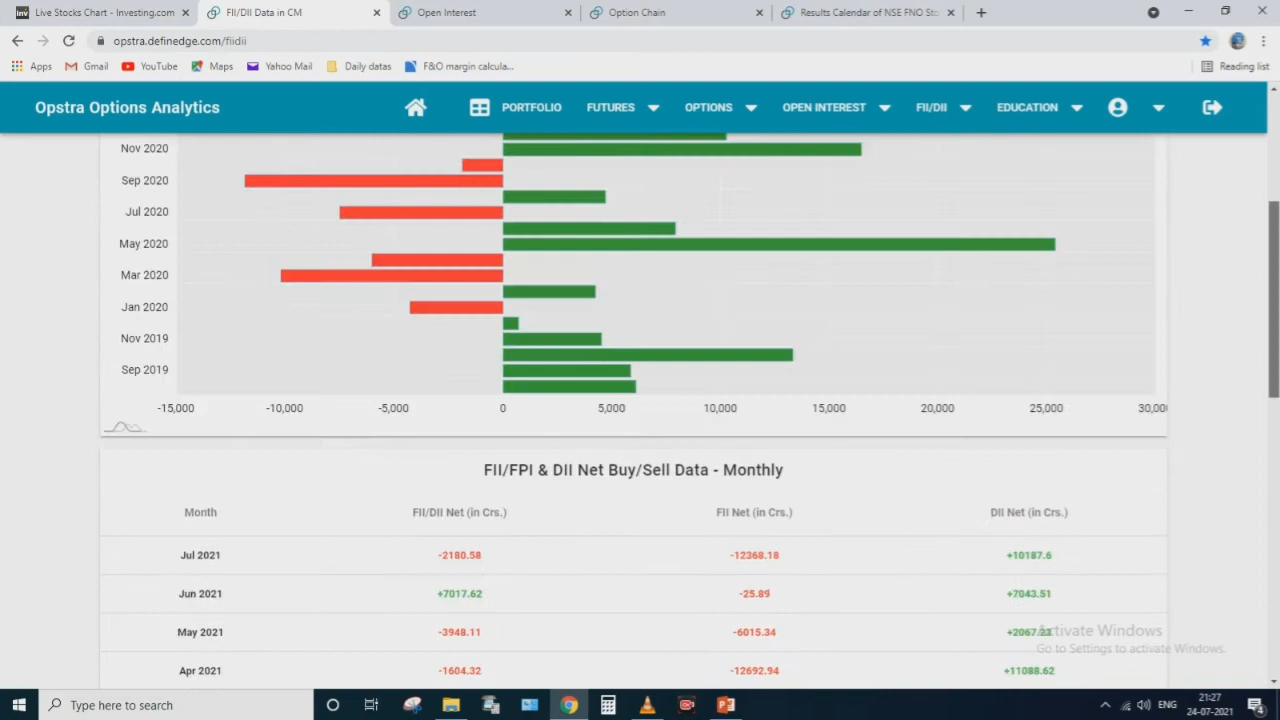 Live Stocks Chart - Investing.com
FII/DII Data in CM
Open Interest
Option Chain
Results Calendar of NSE FNO Sto
opstra.definedge.com/fiidii
Apps
Gmail
YouTube
Maps
Yahoo Mail
Daily datas
F&O margin calcula...
Reading list
Opstra Options Analytics
PORTFOLIO
FUTURES
OPTIONS
OPEN INTEREST
FII/DII
EDUCATION
Nov 2020
Sep 2020
Jul 2020
May 2020
Mar 2020
Jan 2020
Nov 2019
Sep 2019
-15,000 -10,000 -5,000 0 5,000 10,000 15,000 20,000 25,000 30,000
FII/FPI & DII Net Buy/Sell Data - Monthly
Month FII/DII Net (in Crs.) FII Net (in Crs.) DII Net (in Crs.)
Jul 2021 -2180.58 -12368.18 +10187.6
Jun 2021 +7017.62 -25.89 +7043.51
May 2021 -3948.11 -6015.34 +2067.23
Activate Windows
Go to Settings to activate Windows.
Apr 2021 -1604.32 -12692.94 +11088.62
Type here to search
ENG
21:27
24-07-2021
4